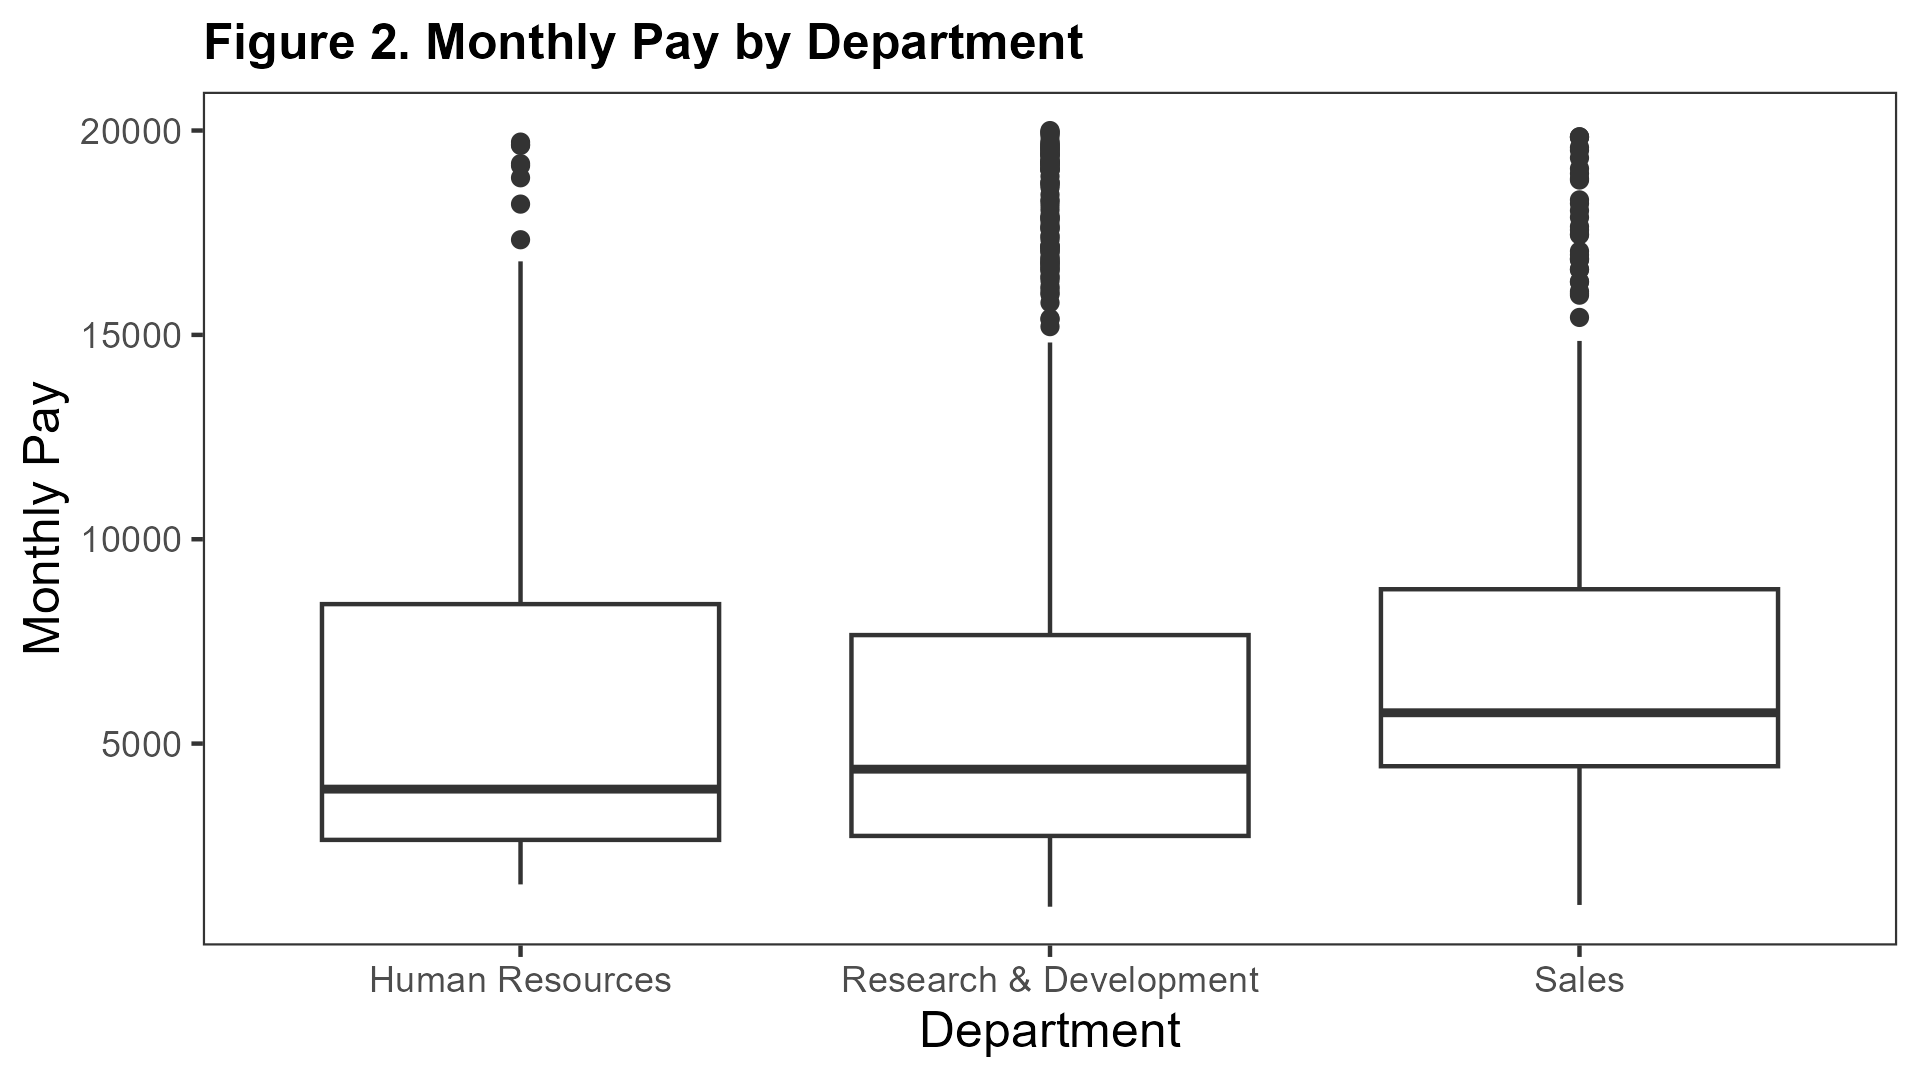 Figure 2. Monthly Pay by Department
20000
15000
10000
5000
Monthly Pay
Human Resources
Research & Development
Sales
Department